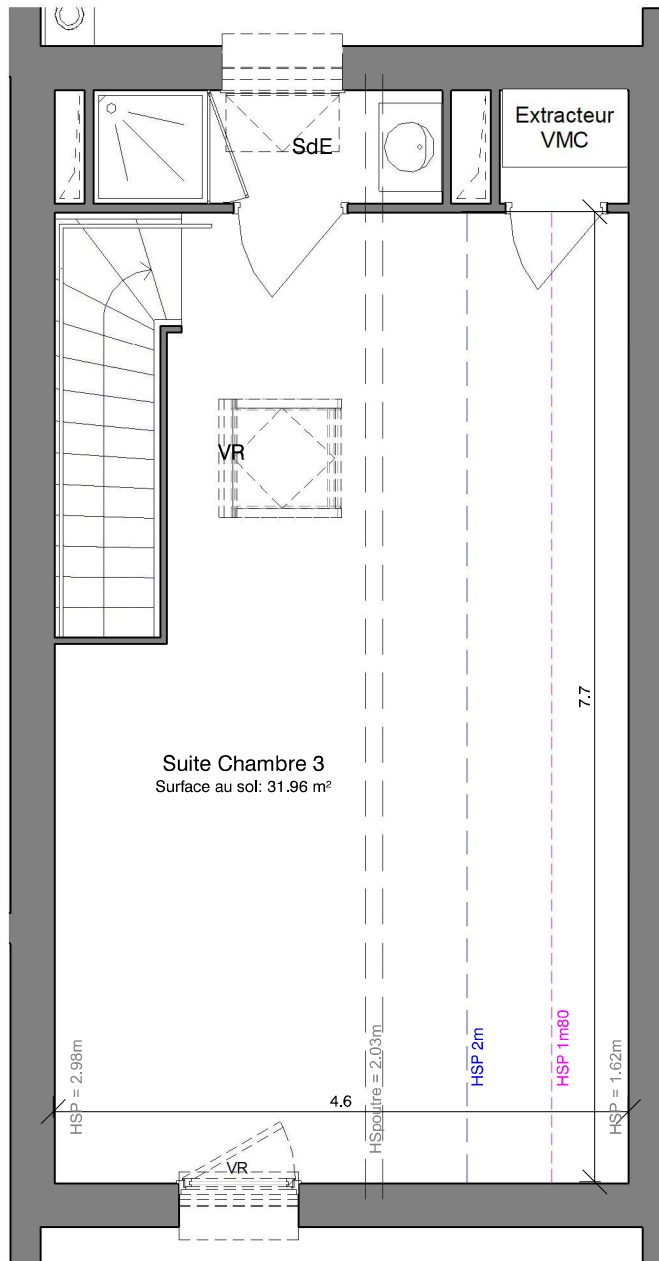 Extracteur
VMC
SdE
VR
7.7
Suite Chambre 3
Surface au sol: 31.96 m²
HSP = 2.98m
HSpoutre = 2.03m
HSP 2m
HSP 1m80
HSP = 1.62m
4.6
VR